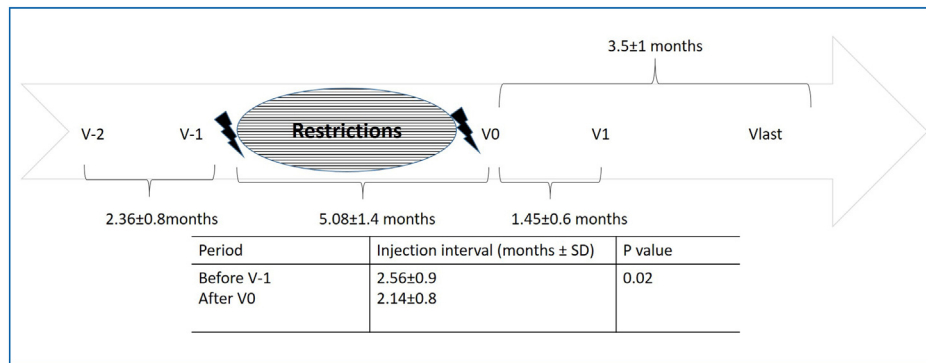 3.5±1 months
V-2 V-1 Restrictions V0 V1 Vlast
2.36±0.8months 5.08±1.4 months 1.45±0.6 months
Period Injection interval (months ± SD) P value
Before V-1 2.56±0.9 0.02
After V0 2.14±0.8